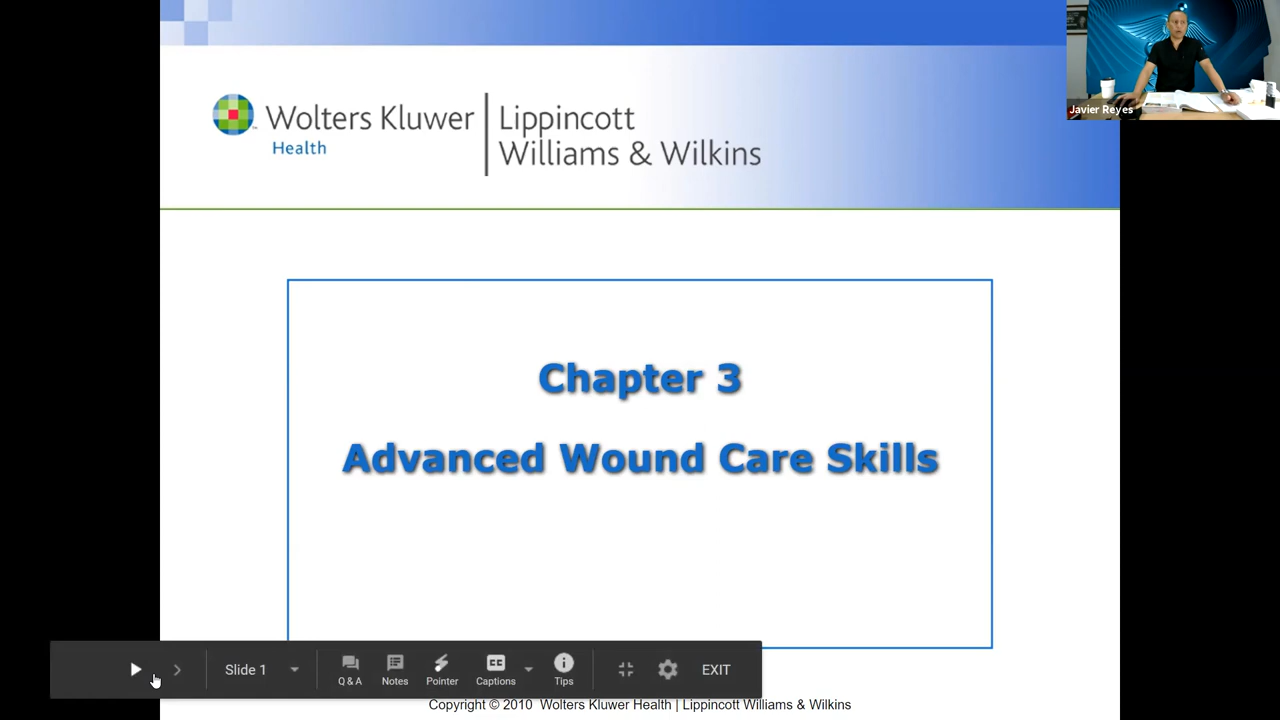 Wolters Kluwer
Health
Lippincott
Williams & Wilkins
Javier Reyes
Chapter 3
Advanced Wound Care Skills
Slide 1
Q & A
Notes
Pointer
CC
Captions
Tips
EXIT
Copyright © 2010 Wolters Kluwer Health | Lippincott Williams & Wilkins